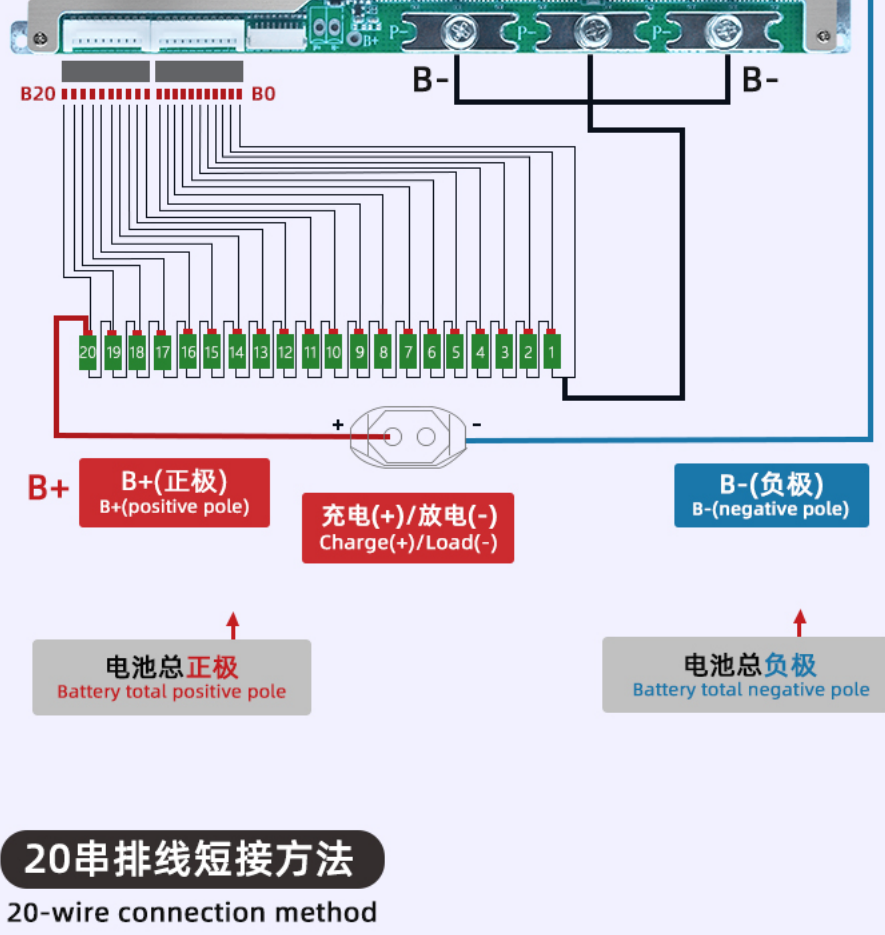 P-
P-
P-
B+
B-
B-
B20
B0
20 19 18 17 16 15 14 13 12 11 10 9 8 7 6 5 4 3 2 1
+
-
B+
B+(正极)
B+(positive pole)
充电(+)/放电(-)
Charge(+)/Load(-)
B-(负极)
B-(negative pole)
电池总正极
Battery total positive pole
电池总负极
Battery total negative pole
20串排线短接方法
20-wire connection method